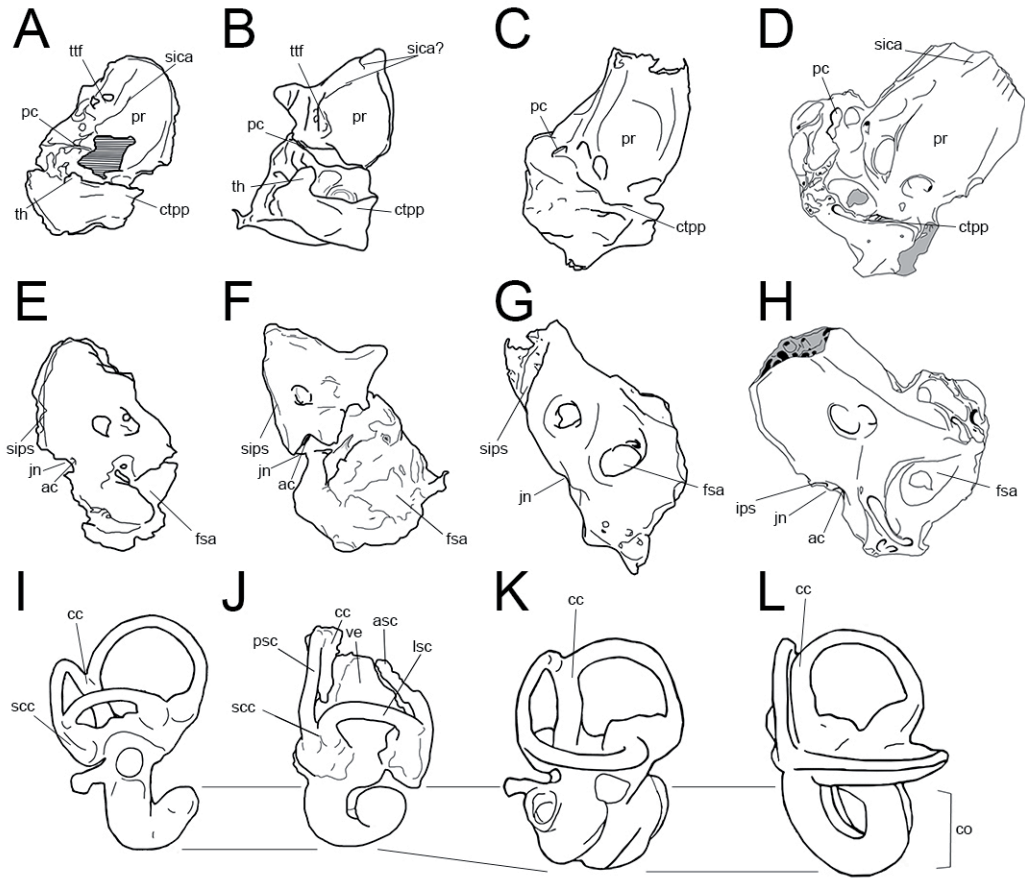 A
B
C
D
ttf
sica
pc
pr
th
ctpp
ttf
sica?
pc
pr
th
ctpp
pc
pr
ctpp
sica
pc
pr
ctpp
E
F
G
H
sips
jn
ac
fsa
sips
jn
ac
fsa
sips
jn
fsa
ips
jn
ac
fsa
I
J
K
L
cc
scc
cc
ve
asc
psc
lsc
scc
cc
cc
co